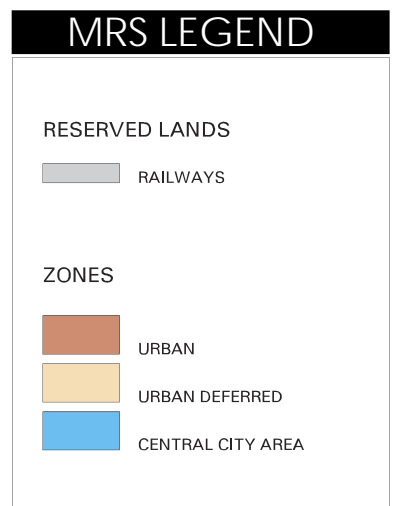 MRS LEGEND
RESERVED LANDS
RAILWAYS
ZONES
URBAN
URBAN DEFERRED
CENTRAL CITY AREA